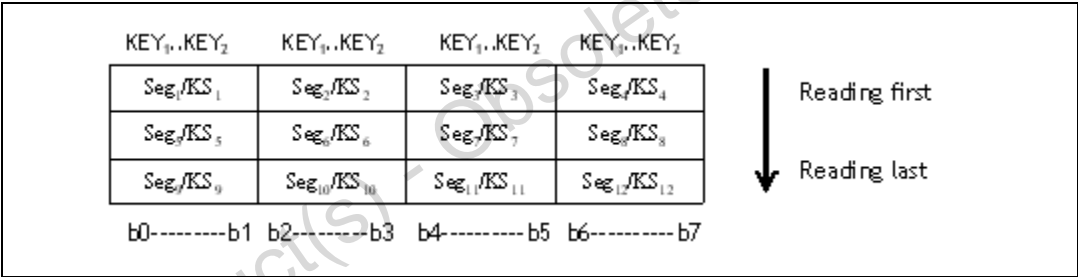 KEY₁..KEY₂ KEY₁..KEY₂ KEY₁..KEY₂ KEY₁..KEY₂
Seg₁/KS₁ Seg₂/KS₂ Seg₃/KS₃ Seg₄/KS₄ Reading first
Seg₅/KS₅ Seg₆/KS₆ Seg₇/KS₇ Seg₈/KS₈
Seg₉/KS₉ Seg₁₀/KS₁₀ Seg₁₁/KS₁₁ Seg₁₂/KS₁₂ Reading last
b0---------b1 b2---------b3 b4----------b5 b6----------b7